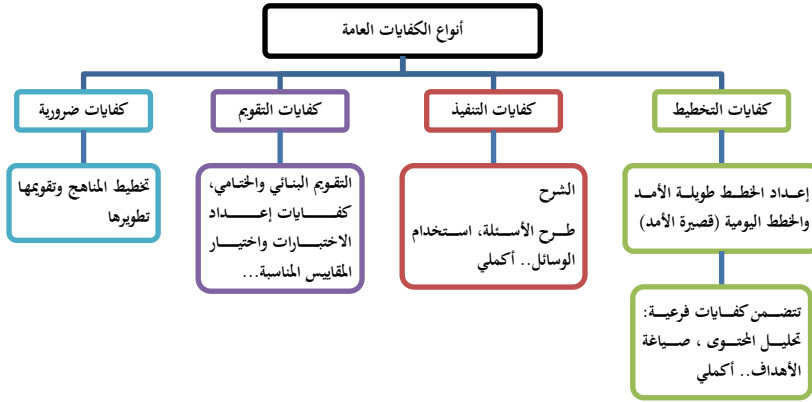 أنواع الكفايات العامة
كفايات التخطيط
كفايات التنفيذ
كفايات التقويم
كفايات ضرورية
إعداد الخطط طويلة الأمد
والخطط اليومية (قصيرة الأمد)
الشرح
طرح الأسئلة، استخدام
الوسائل.. أكملي
التقويم البنائي والختامي،
كفايات إعداد
الاختبارات واختيار
المقاييس المناسبة...
تخطيط المناهج وتقويمها
تطويرها
تتضمن كفايات فرعية:
تحليل المحتوى ، صياغة
الأهداف.. أكملي